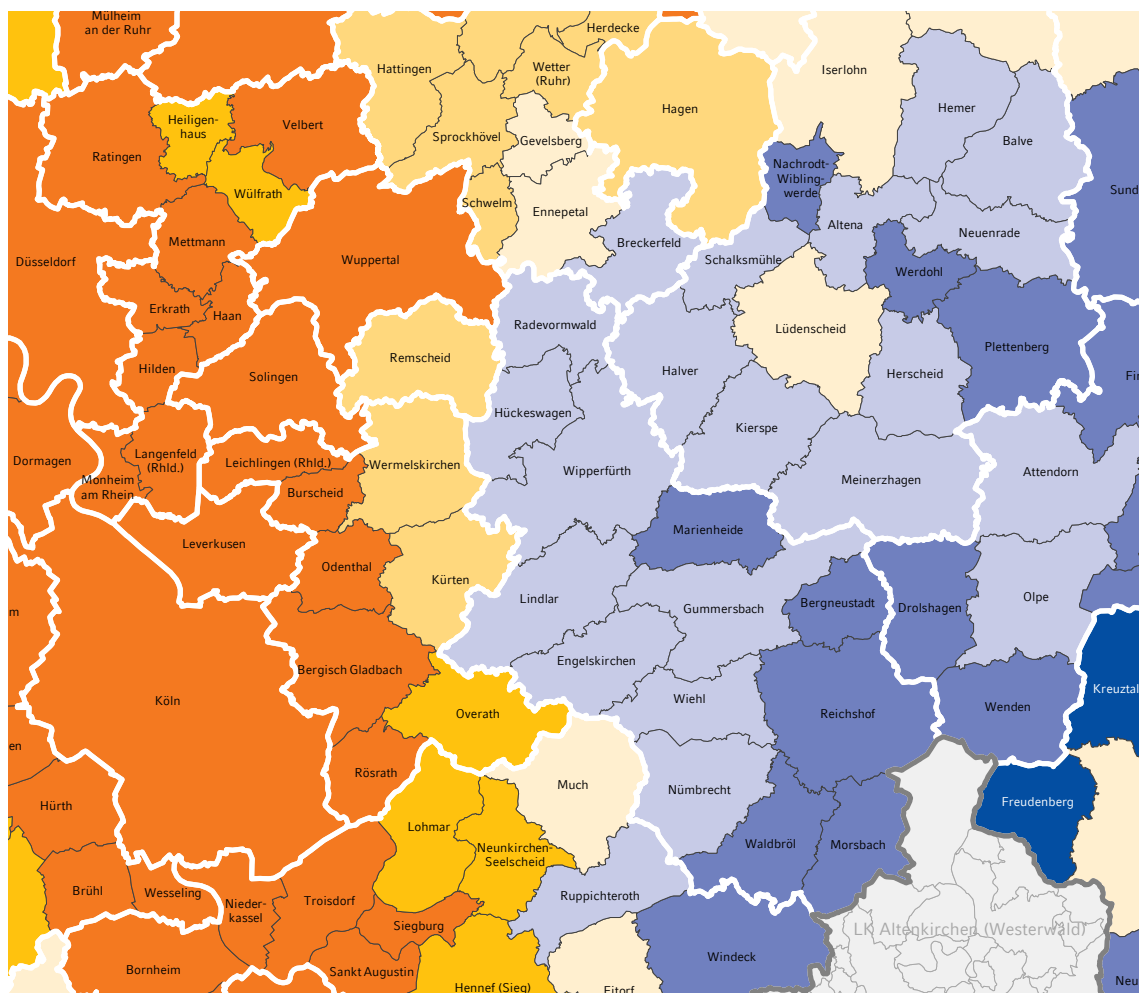 Mülheim
an der Ruhr
Herdecke
Hattingen
Wetter
(Ruhr)
Iserlohn
Hagen
Hemer
Heiligen-
haus
Velbert
Sprockhövel
Gevelsberg
Balve
Ratingen
Nachrodt-
Wibling-
werde
Sund
Wülfrath
Schwelm
Ennepetal
Altena
Neuenrade
Mettmann
Breckerfeld
Düsseldorf
Wuppertal
Schalksmühle
Werdohl
Erkrath
Haan
Radevormwald
Lüdenscheid
Plettenberg
Remscheid
Hilden
Solingen
Halver
Herscheid
Fin
Hückeswagen
Kierspe
Dormagen
Langenfeld
(Rhld.)
Leichlingen (Rhld.)
Wermelskirchen
Wipperfürth
Attendorn
Monheim
am Rhein
Burscheid
Meinerzhagen
Leverkusen
Marienheide
Odenthal
Kürten
Lindlar
Gummersbach
Bergneustadt
Drolshagen
Olpe
m
Bergisch Gladbach
Engelskirchen
Köln
Wiehl
Kreuztal
Overath
Reichshof
Wenden
en
Rösrath
Much
Nümbrecht
Freudenberg
Hürth
Lohmar
Neunkirchen-
Seelscheid
Waldbröl
Morsbach
Brühl
Wesseling
Nieder-
kassel
Troisdorf
Ruppichteroth
Siegburg
LK Altenkirchen (Westerwald)
Windeck
Bornheim
Sankt Augustin
Hennef (Sieg)
Eitorf
Neu